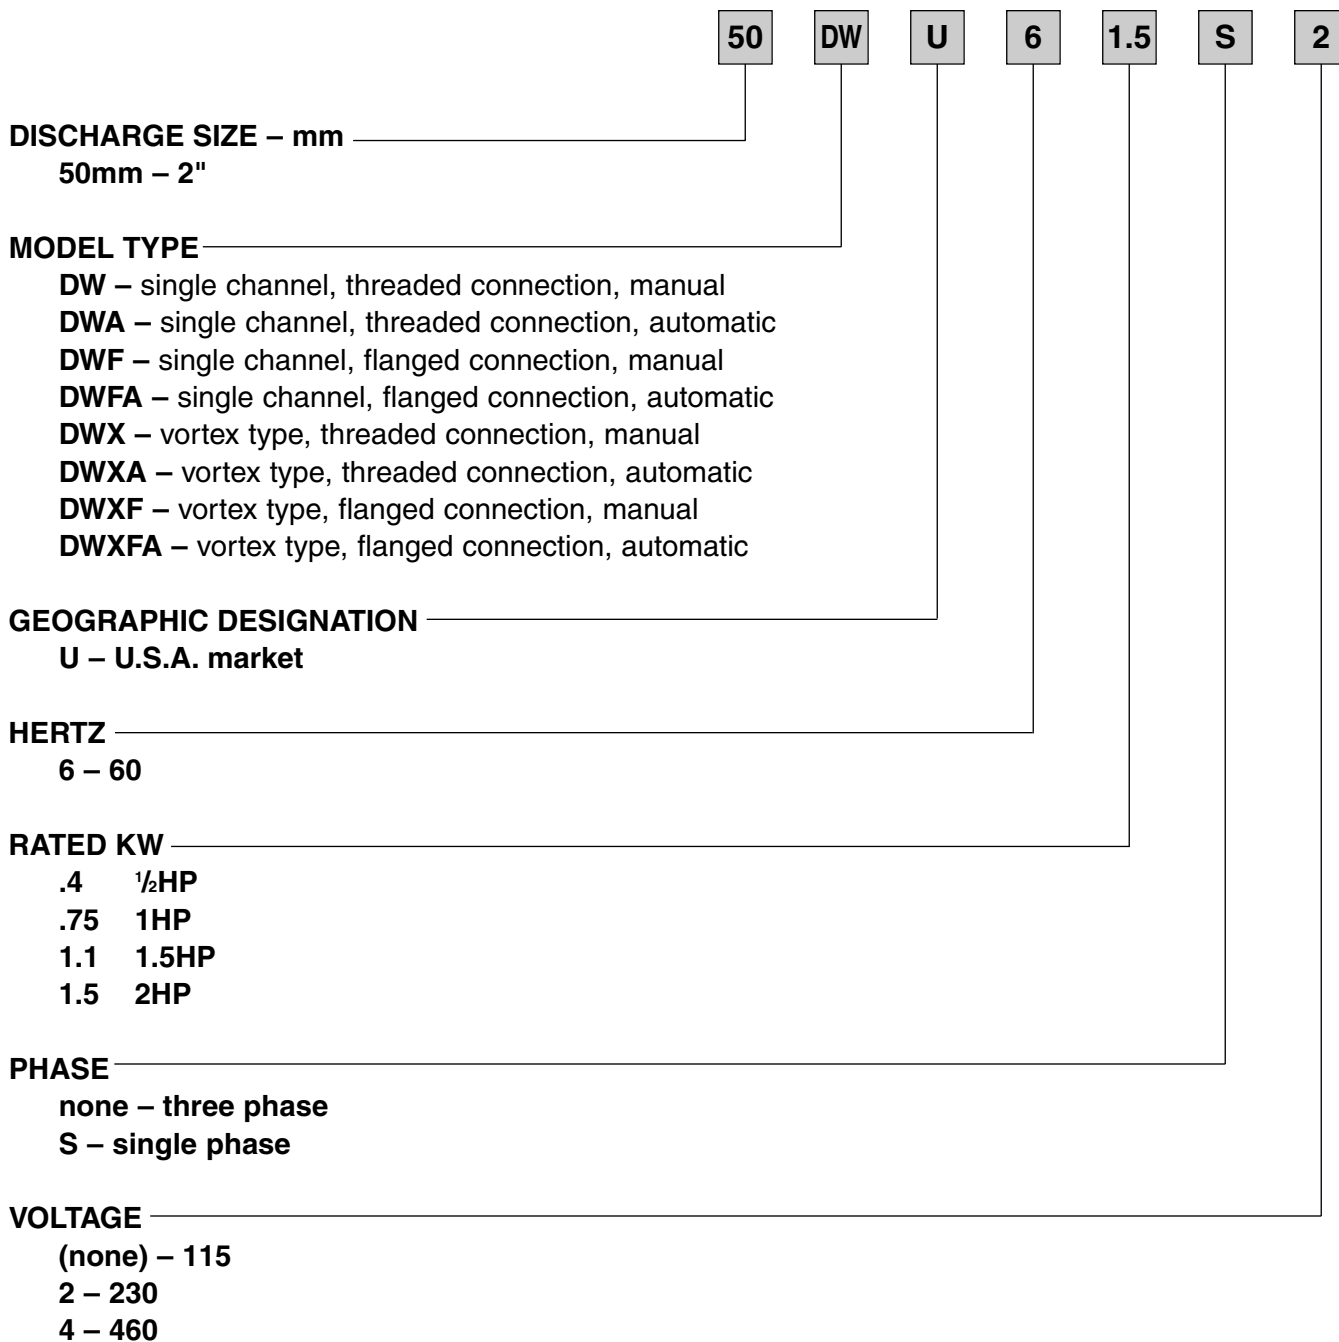 50 DW U 6 1.5 S 2
DISCHARGE SIZE – mm
50mm – 2"
MODEL TYPE
DW – single channel, threaded connection, manual
DWA – single channel, threaded connection, automatic
DWF – single channel, flanged connection, manual
DWFA – single channel, flanged connection, automatic
DWX – vortex type, threaded connection, manual
DWXA – vortex type, threaded connection, automatic
DWXF – vortex type, flanged connection, manual
DWXFA – vortex type, flanged connection, automatic
GEOGRAPHIC DESIGNATION
U – U.S.A. market
HERTZ
6 – 60
RATED KW
.4 ½HP
.75 1HP
1.1 1.5HP
1.5 2HP
PHASE
none – three phase
S – single phase
VOLTAGE
(none) – 115
2 – 230
4 – 460